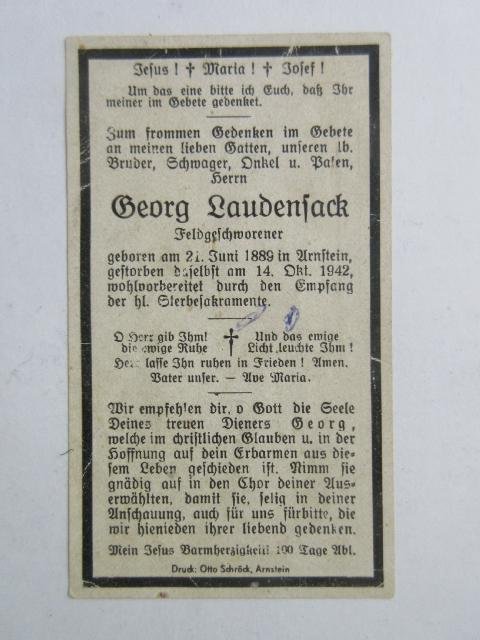 Jesus! ✝ Maria! ✝ Josef!
Um das eine bitte ich Euch, daß Ihr
meiner im Gebete gedenket.
Zum frommen Gedenken im Gebete
an meinen lieben Gatten, unseren lb.
Bruder, Schwager, Onkel u. Paten,
Herrn
Georg Laudensack
Feldgeschworener
geboren am 21. Juni 1889 in Arnstein,
gestorben daselbst am 14. Okt. 1942,
wohlvorbereitet durch den Empfang
der hl. Sterbesakramente.
O Herr gib Ihm! ✝ Und das ewige
die ewige Ruhe Licht leuchte Ihm!
Herr lasse Ihn ruhen in Frieden! Amen.
Vater unser. — Ave Maria.
Wir empfehlen dir, o Gott die Seele
Deines treuen Dieners Georg,
welche im christlichen Glauben u. in der
Hoffnung auf dein Erbarmen aus die-
sem Leben geschieden ist. Nimm sie
gnädig auf in den Chor deiner Aus-
erwählten, damit sie, selig in deiner
Anschauung, auch für uns fürbitte, die
wir hienieden ihrer liebend gedenken.
Mein Jesus Barmherzigkeit! 100 Tage Abl.
Druck: Otto Schröck, Arnstein